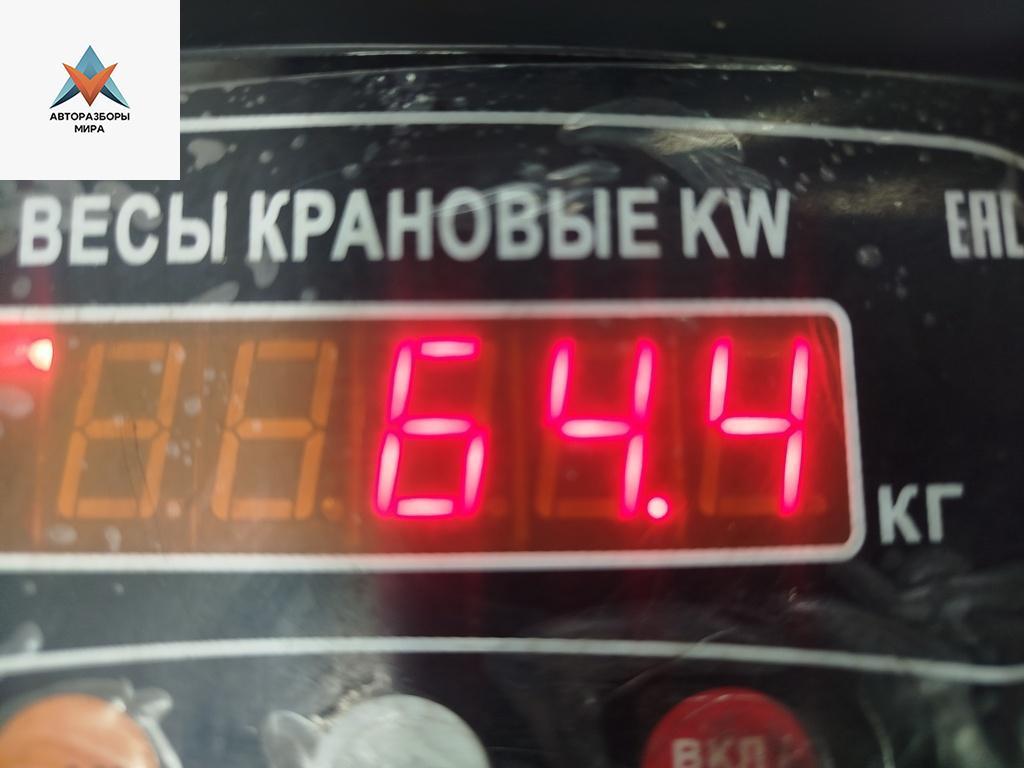 АВТОРАЗБОРЫ
МИРА
ВЕСЫ КРАНОВЫЕ KW
EAC
64.4
КГ
ВКЛ